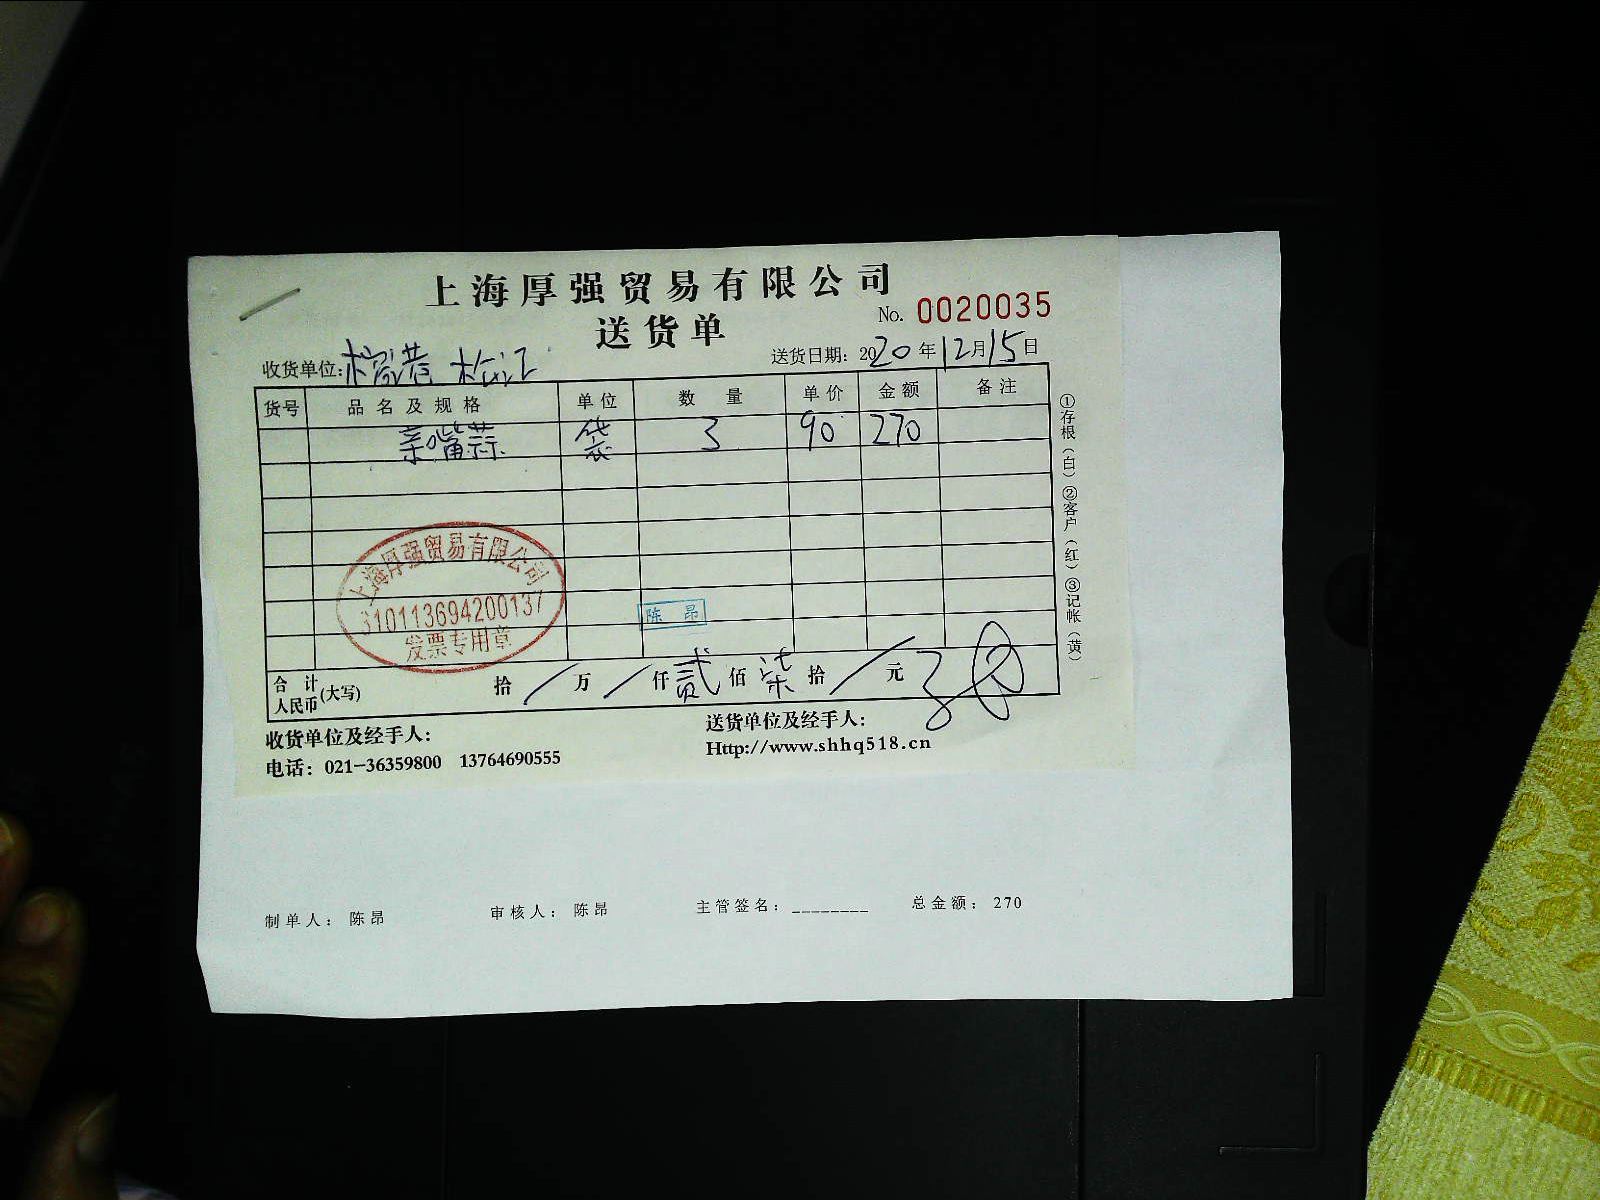 上海厚强贸易有限公司
No. 0020035
送货单
收货单位:
送货日期: 2020年12月15日
货号 品名及规格 单位 数量 单价 金额 备注
亲嘴蒜 袋 3 90 270
上海厚强贸易有限公司
310113694200137
发票专用章
陈昂
合计人民币(大写) 拾/万/仟贰佰柒拾/元
①存根(白)②客户(红)③记帐(黄)
收货单位及经手人:
送货单位及经手人:
电话: 021-36359800 13764690555
Http://www.shhq518.cn
制单人: 陈昂 审核人: 陈昂 主管签名: ________ 总金额: 270